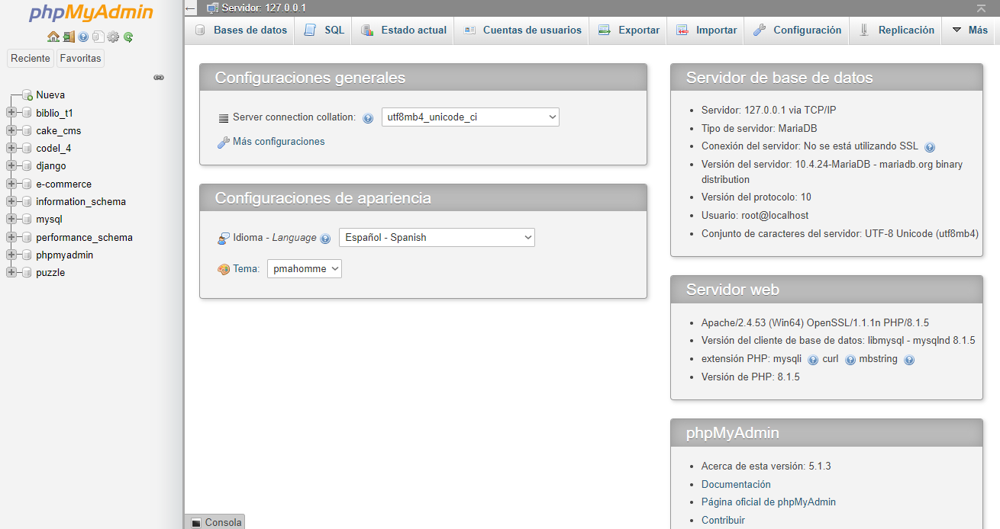 phpMyAdmin
Reciente
Favoritas
Nueva
biblio_t1
cake_cms
codel_4
django
e-commerce
information_schema
mysql
performance_schema
phpmyadmin
puzzle
Servidor: 127.0.0.1
Bases de datos
SQL
Estado actual
Cuentas de usuarios
Exportar
Importar
Configuración
Replicación
Más
Configuraciones generales
Server connection collation:
utf8mb4_unicode_ci
Más configuraciones
Configuraciones de apariencia
Idioma - Language
Español - Spanish
Tema:
pmahomme
Servidor de base de datos
Servidor: 127.0.0.1 via TCP/IP
Tipo de servidor: MariaDB
Conexión del servidor: No se está utilizando SSL
Versión del servidor: 10.4.24-MariaDB - mariadb.org binary
distribution
Versión del protocolo: 10
Usuario: root@localhost
Conjunto de caracteres del servidor: UTF-8 Unicode (utf8mb4)
Servidor web
Apache/2.4.53 (Win64) OpenSSL/1.1.1n PHP/8.1.5
Versión del cliente de base de datos: libmysql - mysqlnd 8.1.5
extensión PHP: mysqli curl mbstring
Versión de PHP: 8.1.5
phpMyAdmin
Acerca de esta versión: 5.1.3
Documentación
Página oficial de phpMyAdmin
Contribuir
Consola